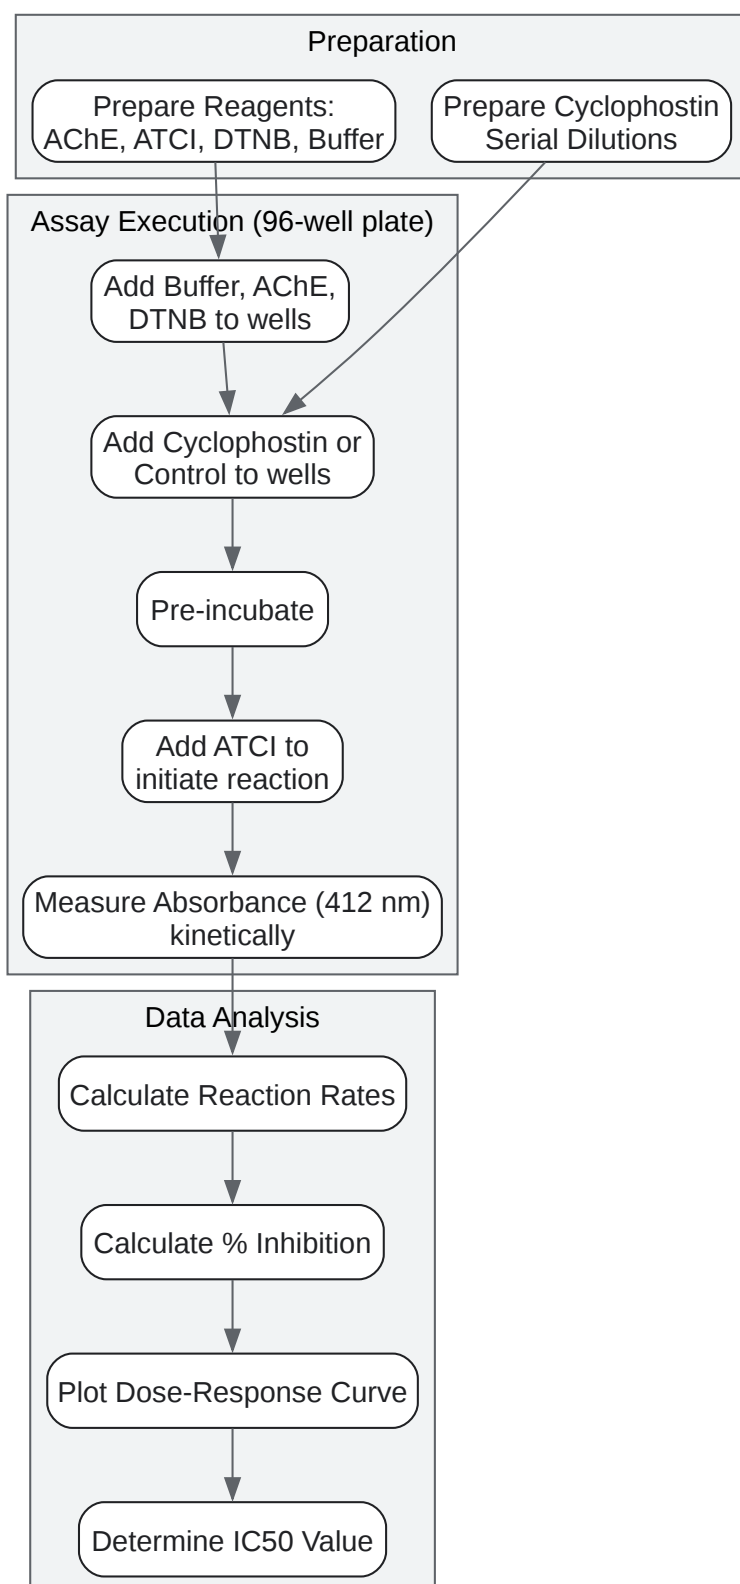 Preparation
Prepare Reagents:
AChE, ATCI, DTNB, Buffer
Prepare Cyclophostin
Serial Dilutions
Assay Execution (96-well plate)
Add Buffer, AChE,
DTNB to wells
Add Cyclophostin or
Control to wells
Pre-incubate
Add ATCI to
initiate reaction
Measure Absorbance (412 nm)
kinetically
Data Analysis
Calculate Reaction Rates
Calculate % Inhibition
Plot Dose-Response Curve
Determine IC50 Value